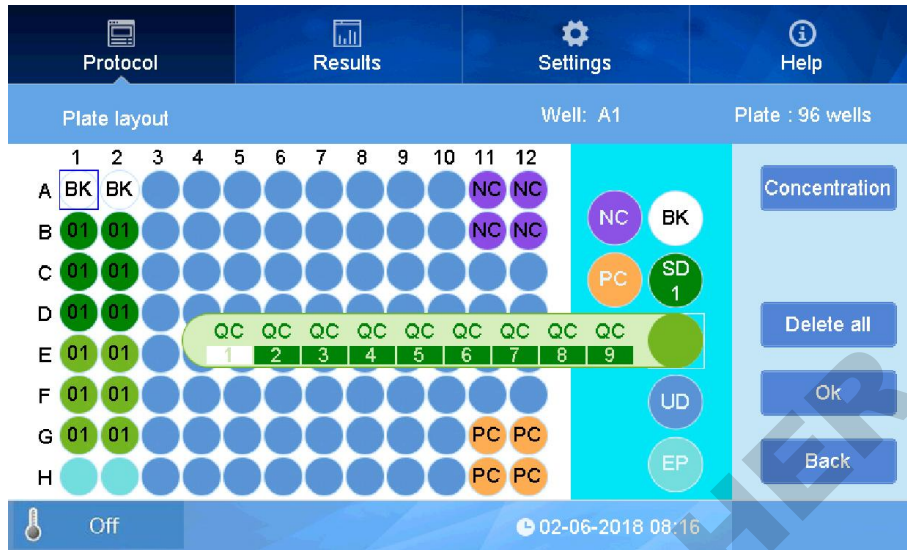 Protocol Results Settings Help
Plate layout Well: A1 Plate : 96 wells
1 2 3 4 5 6 7 8 9 10 11 12
A BK BK NC NC
B 01 01 NC NC
NC BK
Concentration
C 01 01
PC SD 1
D 01 01
QC QC QC QC QC QC QC QC QC
1 2 3 4 5 6 7 8 9
Delete all
E 01 01
F 01 01
UD
Ok
G 01 01 PC PC
H PC PC
EP
Back
Off 02-06-2018 08:16
HER